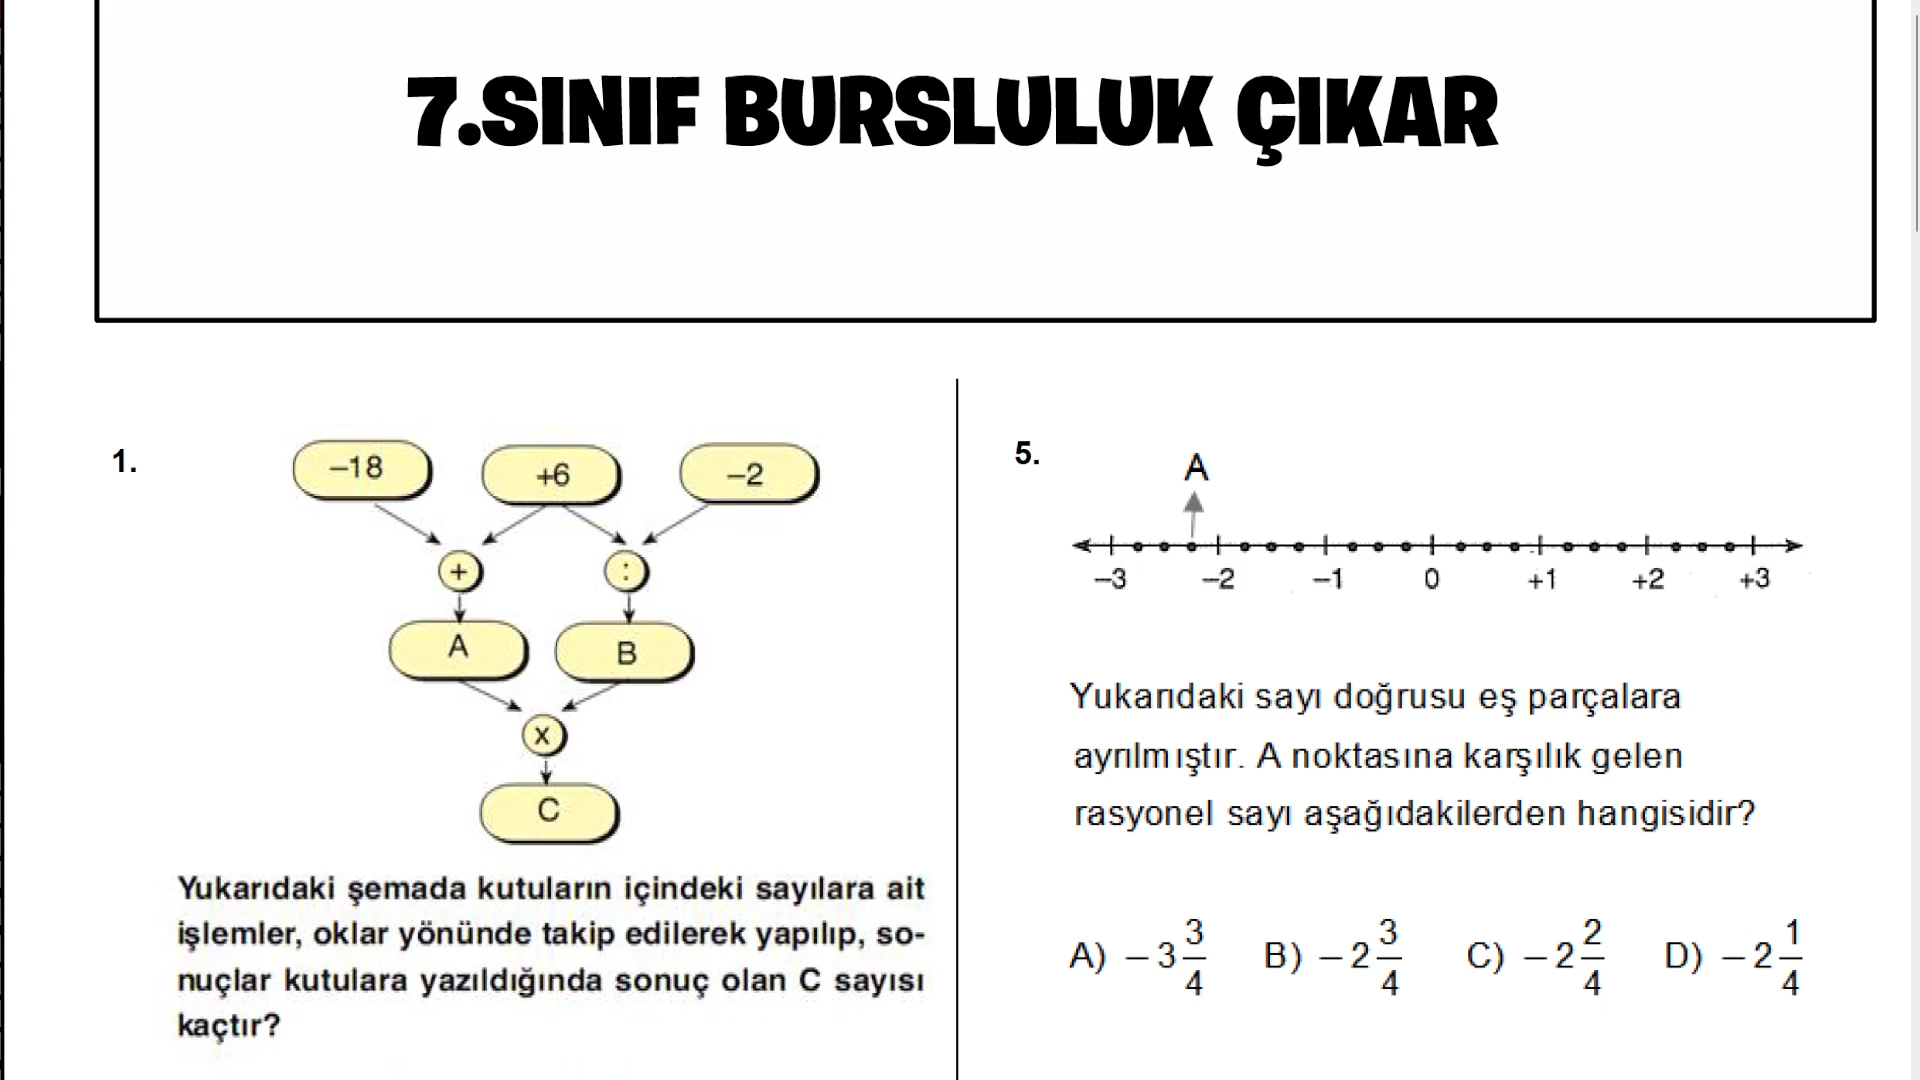 7.SINIF BURSLULUK ÇIKAR
1.
–18
+6
–2
+
:
A
B
x
C
Yukarıdaki şemada kutuların içindeki sayılara ait
işlemler, oklar yönünde takip edilerek yapılıp, so-
nuçlar kutulara yazıldığında sonuç olan C sayısı
kaçtır?
5.
A
–3 –2 –1 0 +1 +2 +3
Yukarıdaki sayı doğrusu eş parçalara
ayrılmıştır. A noktasına karşılık gelen
rasyonel sayı aşağıdakilerden hangisidir?
A) –3 3/4 B) –2 3/4 C) –2 2/4 D) –2 1/4